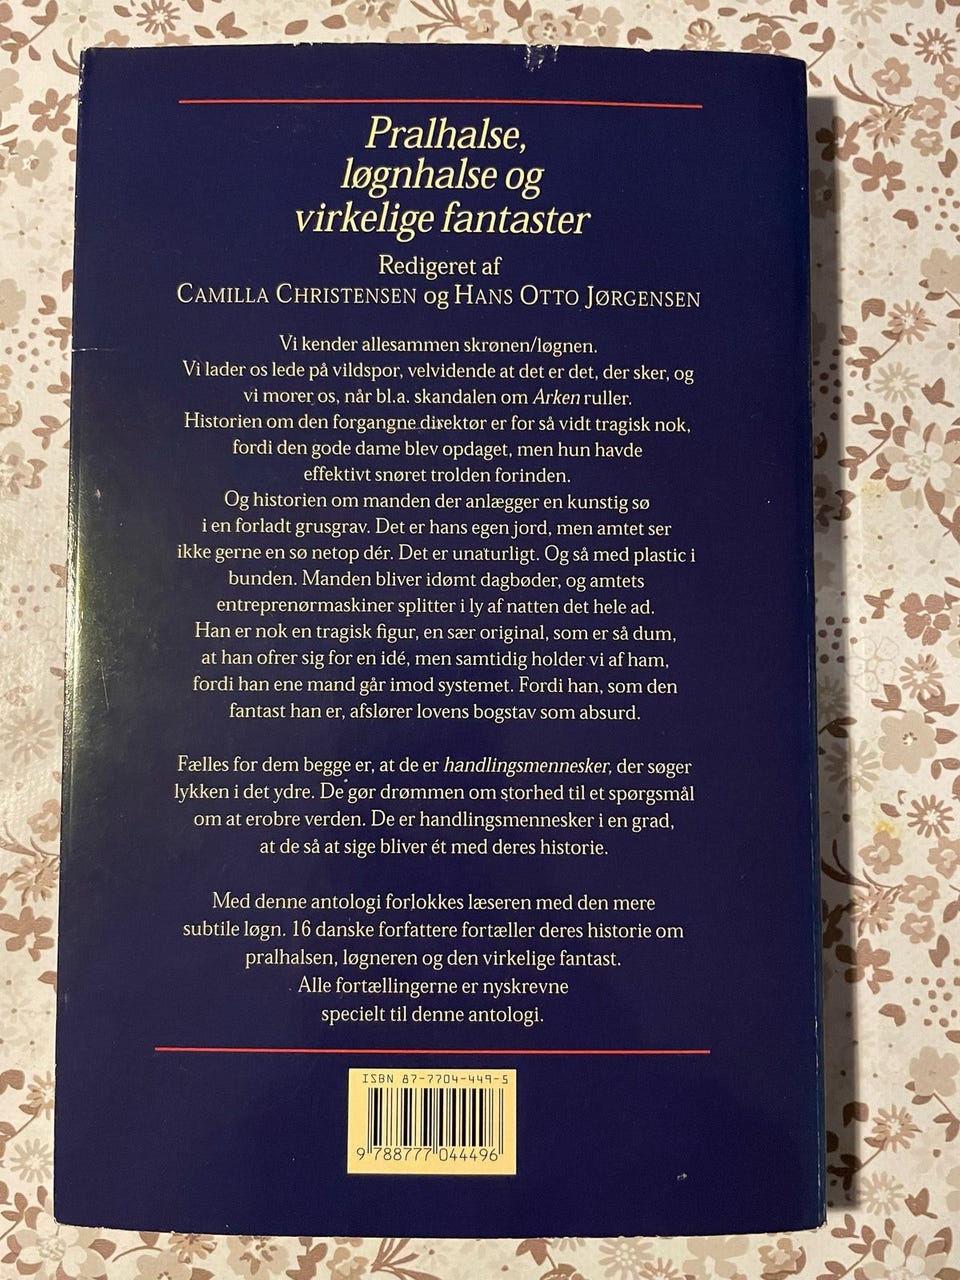 Pralhalse,
løgnhalse og
virkelige fantaster
Redigeret af
CAMILLA CHRISTENSEN og HANS OTTO JØRGENSEN
Vi kender allesammen skrønen/løgnen.
Vi lader os lede på vildspor, velvidende at det er det, der sker, og
vi morer os, når bl.a. skandalen om Arken ruller.
Historien om den forgangne direktør er for så vidt tragisk nok,
fordi den gode dame blev opdaget, men hun havde
effektivt snøret trolden forinden.
Og historien om manden der anlægger en kunstig sø
i en forladt grusgrav. Det er hans egen jord, men amtet ser
ikke gerne en sø netop dér. Det er unaturligt. Og så med plastic i
bunden. Manden bliver idømt dagbøder, og amtets
entreprenørmaskiner splitter i ly af natten det hele ad.
Han er nok en tragisk figur, en sær original, som er så dum,
at han ofrer sig for en idé, men samtidig holder vi af ham,
fordi han ene mand går imod systemet. Fordi han, som den
fantast han er, afslører lovens bogstav som absurd.
Fælles for dem begge er, at de er handlingsmennesker, der søger
lykken i det ydre. De gør drømmen om storhed til et spørgsmål
om at erobre verden. De er handlingsmennesker i en grad,
at de så at sige bliver ét med deres historie.
Med denne antologi forlokkes læseren med den mere
subtile løgn. 16 danske forfattere fortæller deres historie om
pralhalsen, løgneren og den virkelige fantast.
Alle fortællingerne er nyskrevne
specielt til denne antologi.
ISBN 87-7704-449-5
9 788777 044496